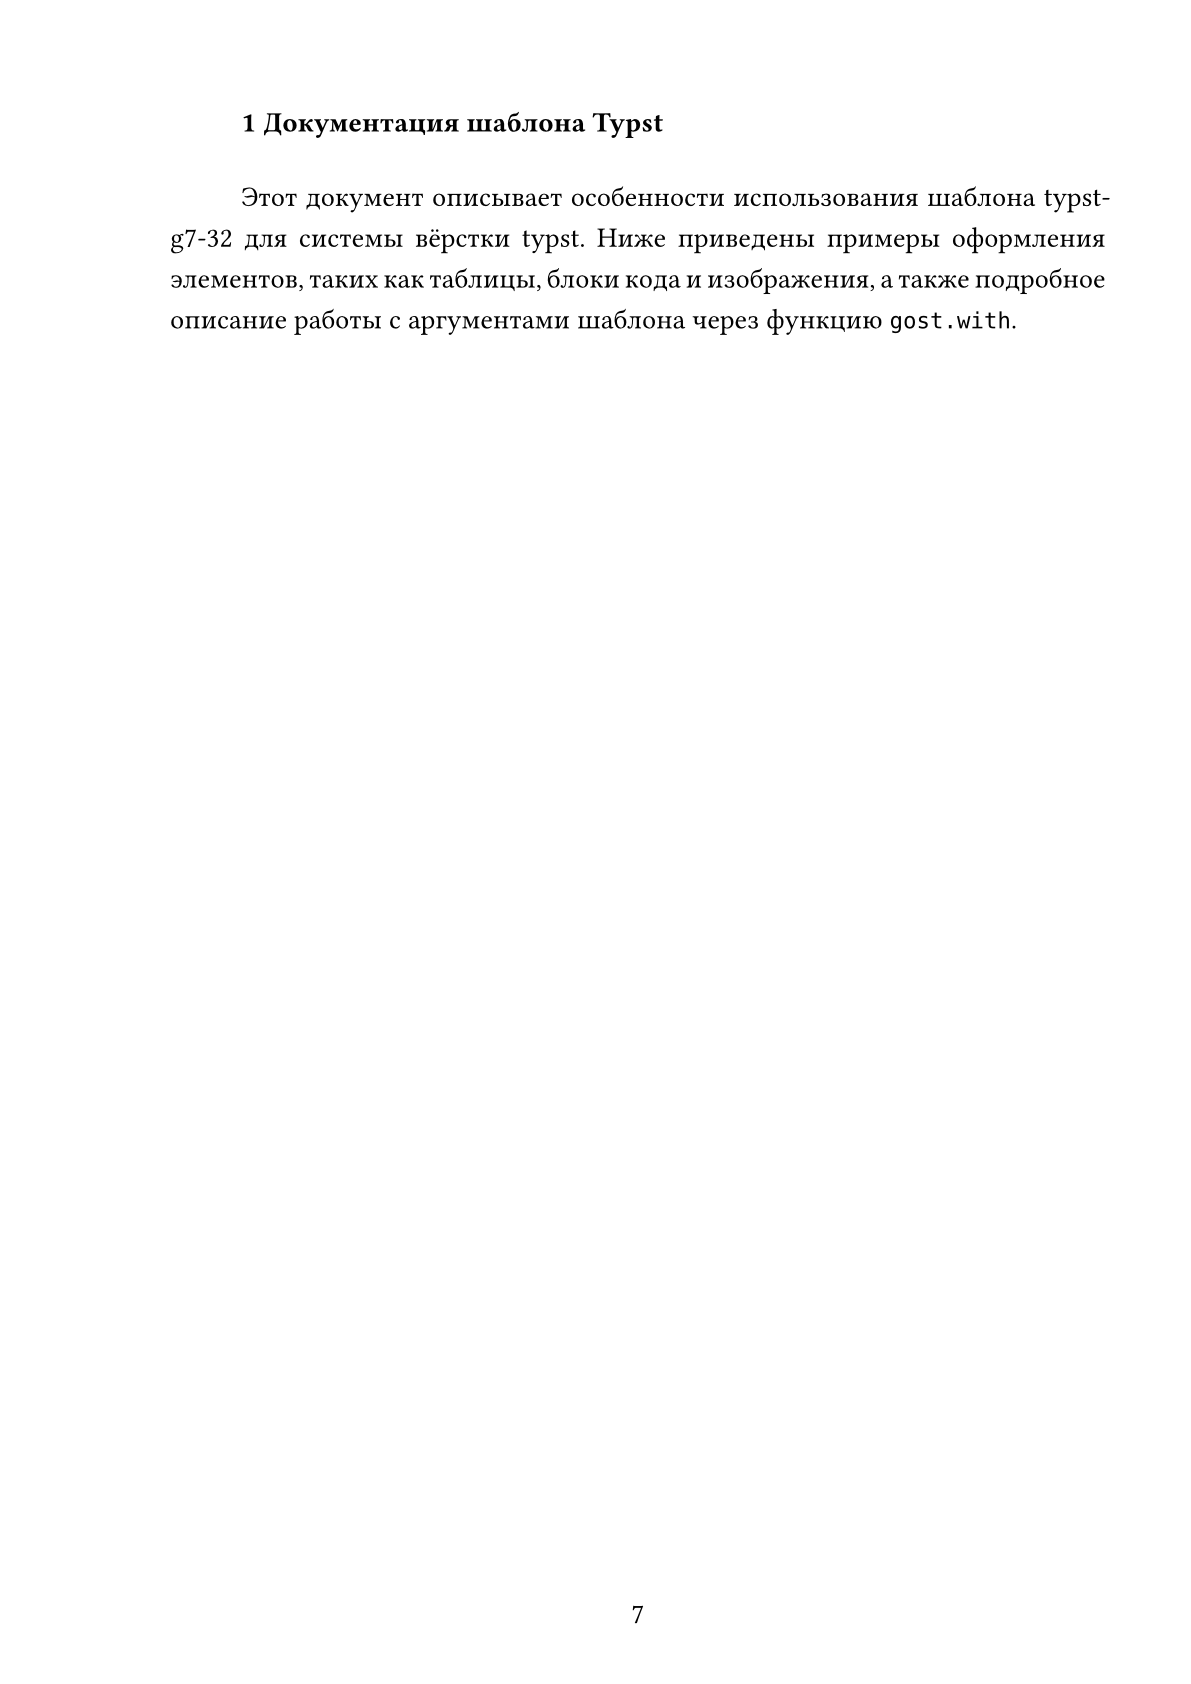 1 Документация шаблона Typst
Этот документ описывает особенности использования шаблона typst-
g7-32 для системы вёрстки typst. Ниже приведены примеры оформления
элементов, таких как таблицы, блоки кода и изображения, а также подробное
описание работы с аргументами шаблона через функцию gost.with.
7